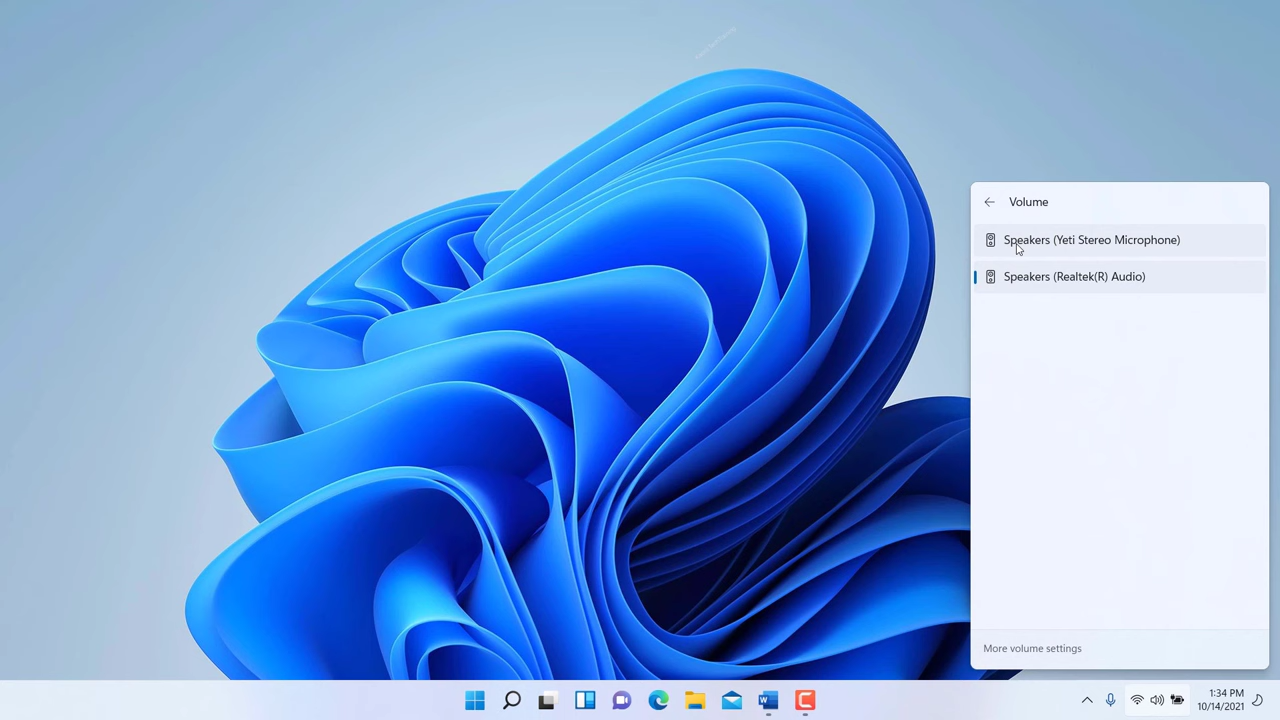 Volume
Speakers (Yeti Stereo Microphone)
Speakers (Realtek(R) Audio)
More volume settings
1:34 PM
10/14/2021